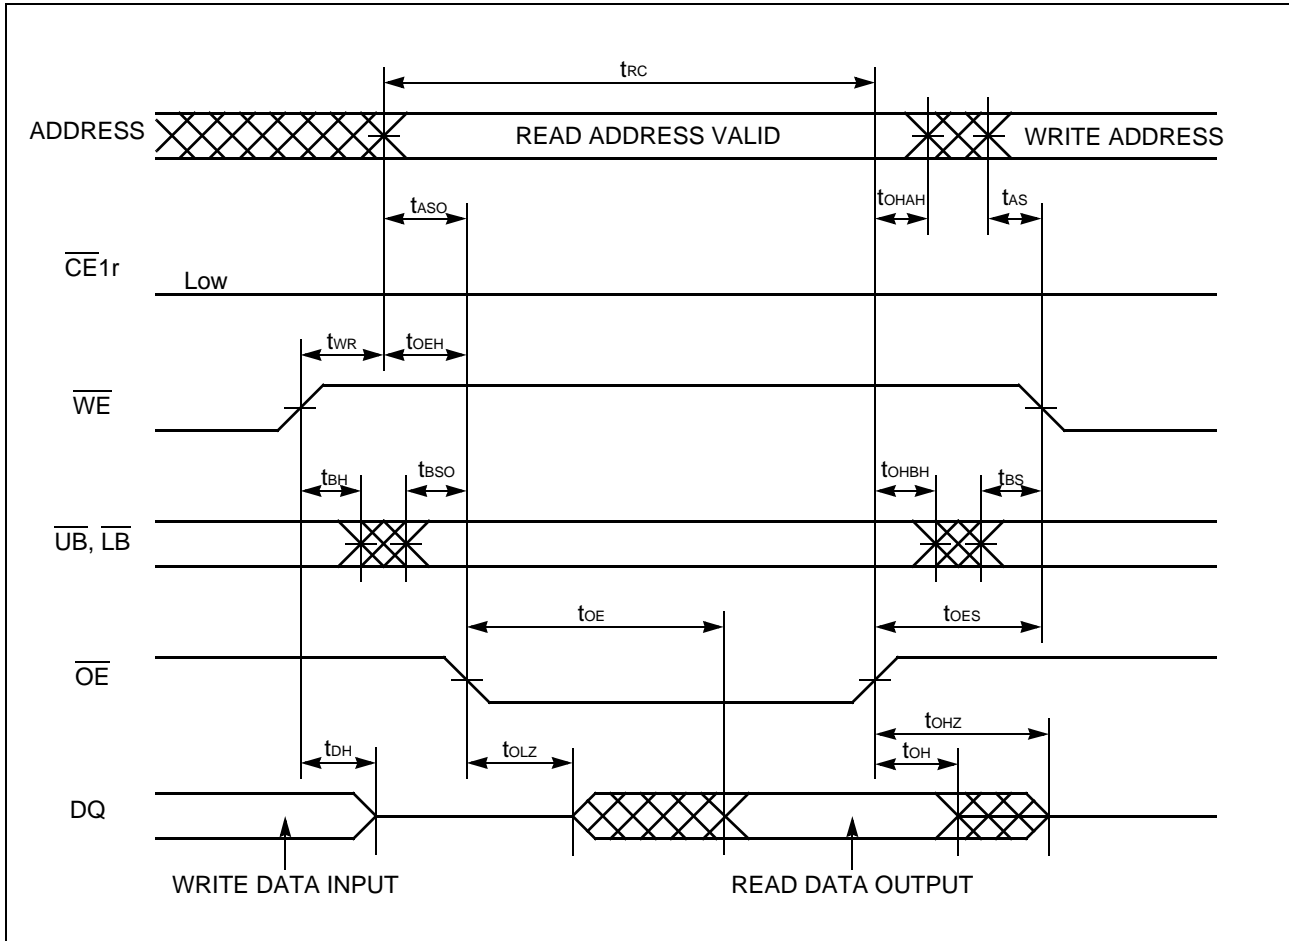 tRC
ADDRESS READ ADDRESS VALID WRITE ADDRESS
tASO tOHAH tAS
CE1r Low
tWR tOEH
WE
tBH tBSO tOHBH tBS
UB, LB
tOE tOES
OE
tOHZ
tDH tOLZ tOH
DQ
WRITE DATA INPUT READ DATA OUTPUT